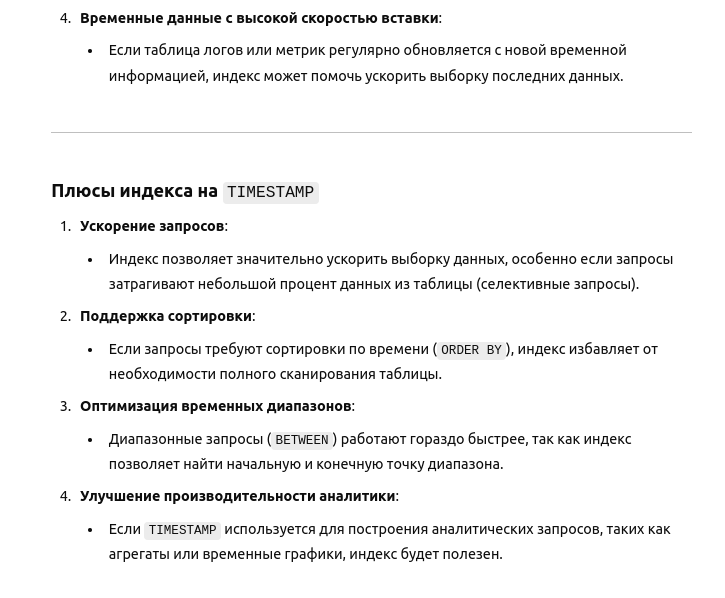 4. Временные данные с высокой скоростью вставки:
• Если таблица логов или метрик регулярно обновляется с новой временной
информацией, индекс может помочь ускорить выборку последних данных.
Плюсы индекса на TIMESTAMP
1. Ускорение запросов:
• Индекс позволяет значительно ускорить выборку данных, особенно если запросы
затрагивают небольшой процент данных из таблицы (селективные запросы).
2. Поддержка сортировки:
• Если запросы требуют сортировки по времени (ORDER BY), индекс избавляет от
необходимости полного сканирования таблицы.
3. Оптимизация временных диапазонов:
• Диапазонные запросы (BETWEEN) работают гораздо быстрее, так как индекс
позволяет найти начальную и конечную точку диапазона.
4. Улучшение производительности аналитики:
• Если TIMESTAMP используется для построения аналитических запросов, таких как
агрегаты или временные графики, индекс будет полезен.